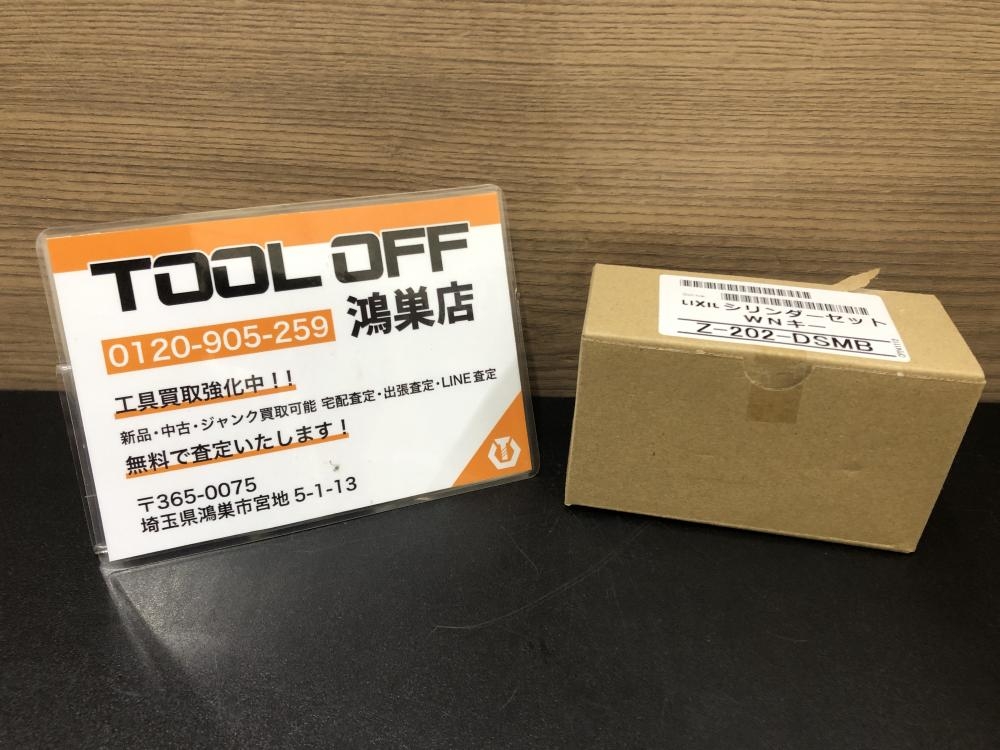 TOOL OFF
鴻巣店
0120-905-259
工具買取強化中!!
新品・中古・ジャンク買取可能 宅配査定・出張査定・LINE査定
無料で査定いたします!
〒365-0075
埼玉県鴻巣市宮地 5-1-13
LIXIL シリンダーセット
WNキー
Z-202-DSMB